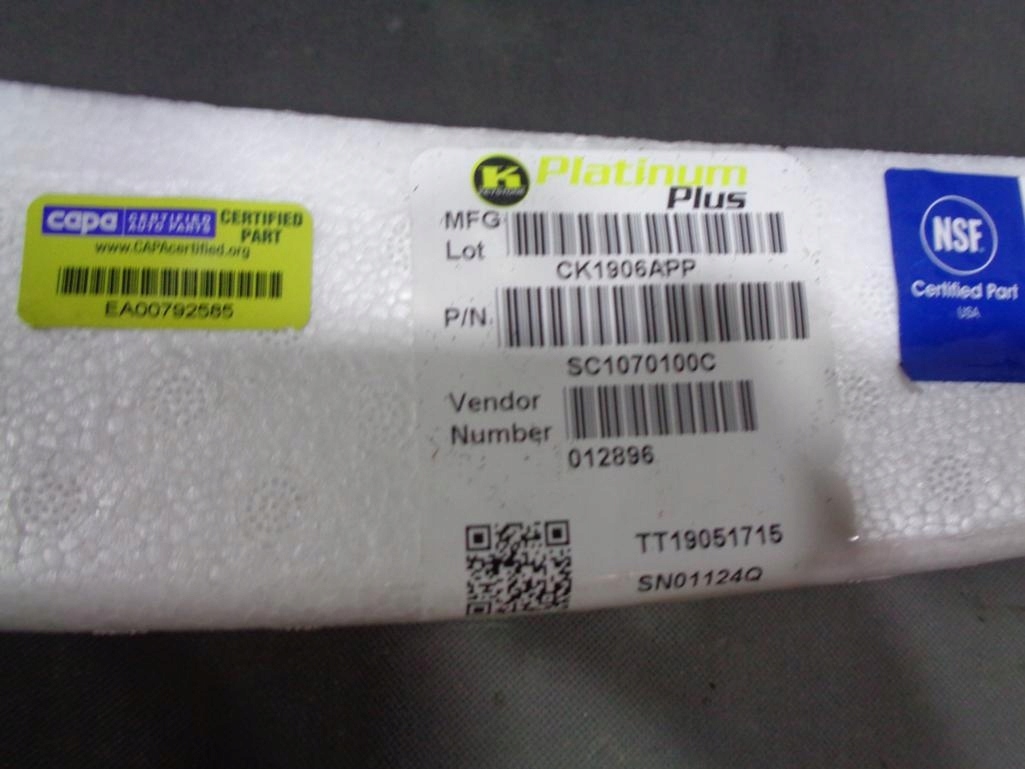 capa CERTIFIED AUTO PARTS CERTIFIED PART
www.CAPAcertified.org
EA00792585
K KEYSTONE
Platinum Plus
MFG Lot
CK1906APP
P/N
SC1070100C
Vendor Number
012896
TT19051715
SN01124Q
NSF
Certified Part
USA